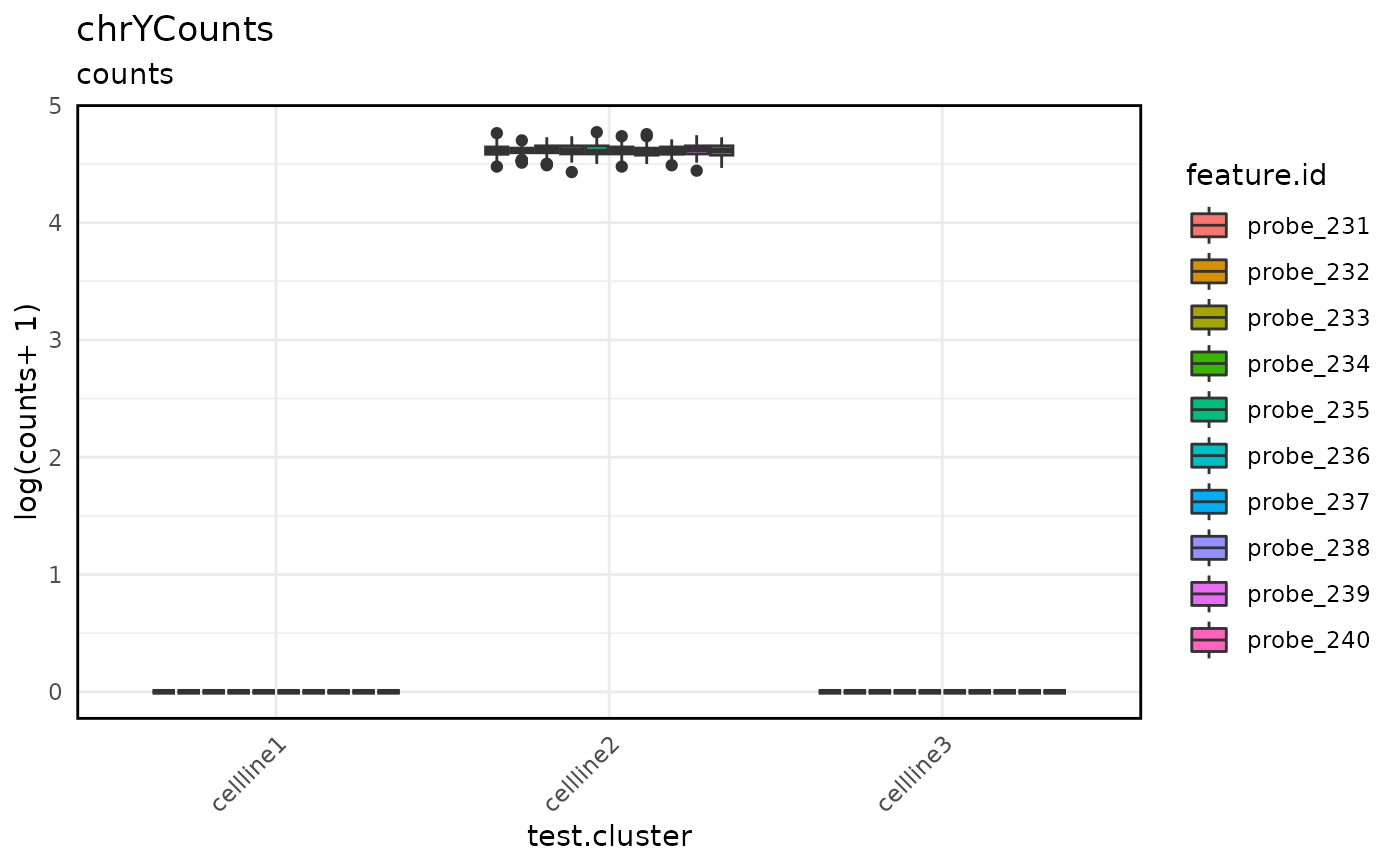 chrYCounts
counts
5
4
3
2
1
0
log(counts+ 1)
cellline1
cellline2
cellline3
test.cluster
feature.id
probe_231
probe_232
probe_233
probe_234
probe_235
probe_236
probe_237
probe_238
probe_239
probe_240